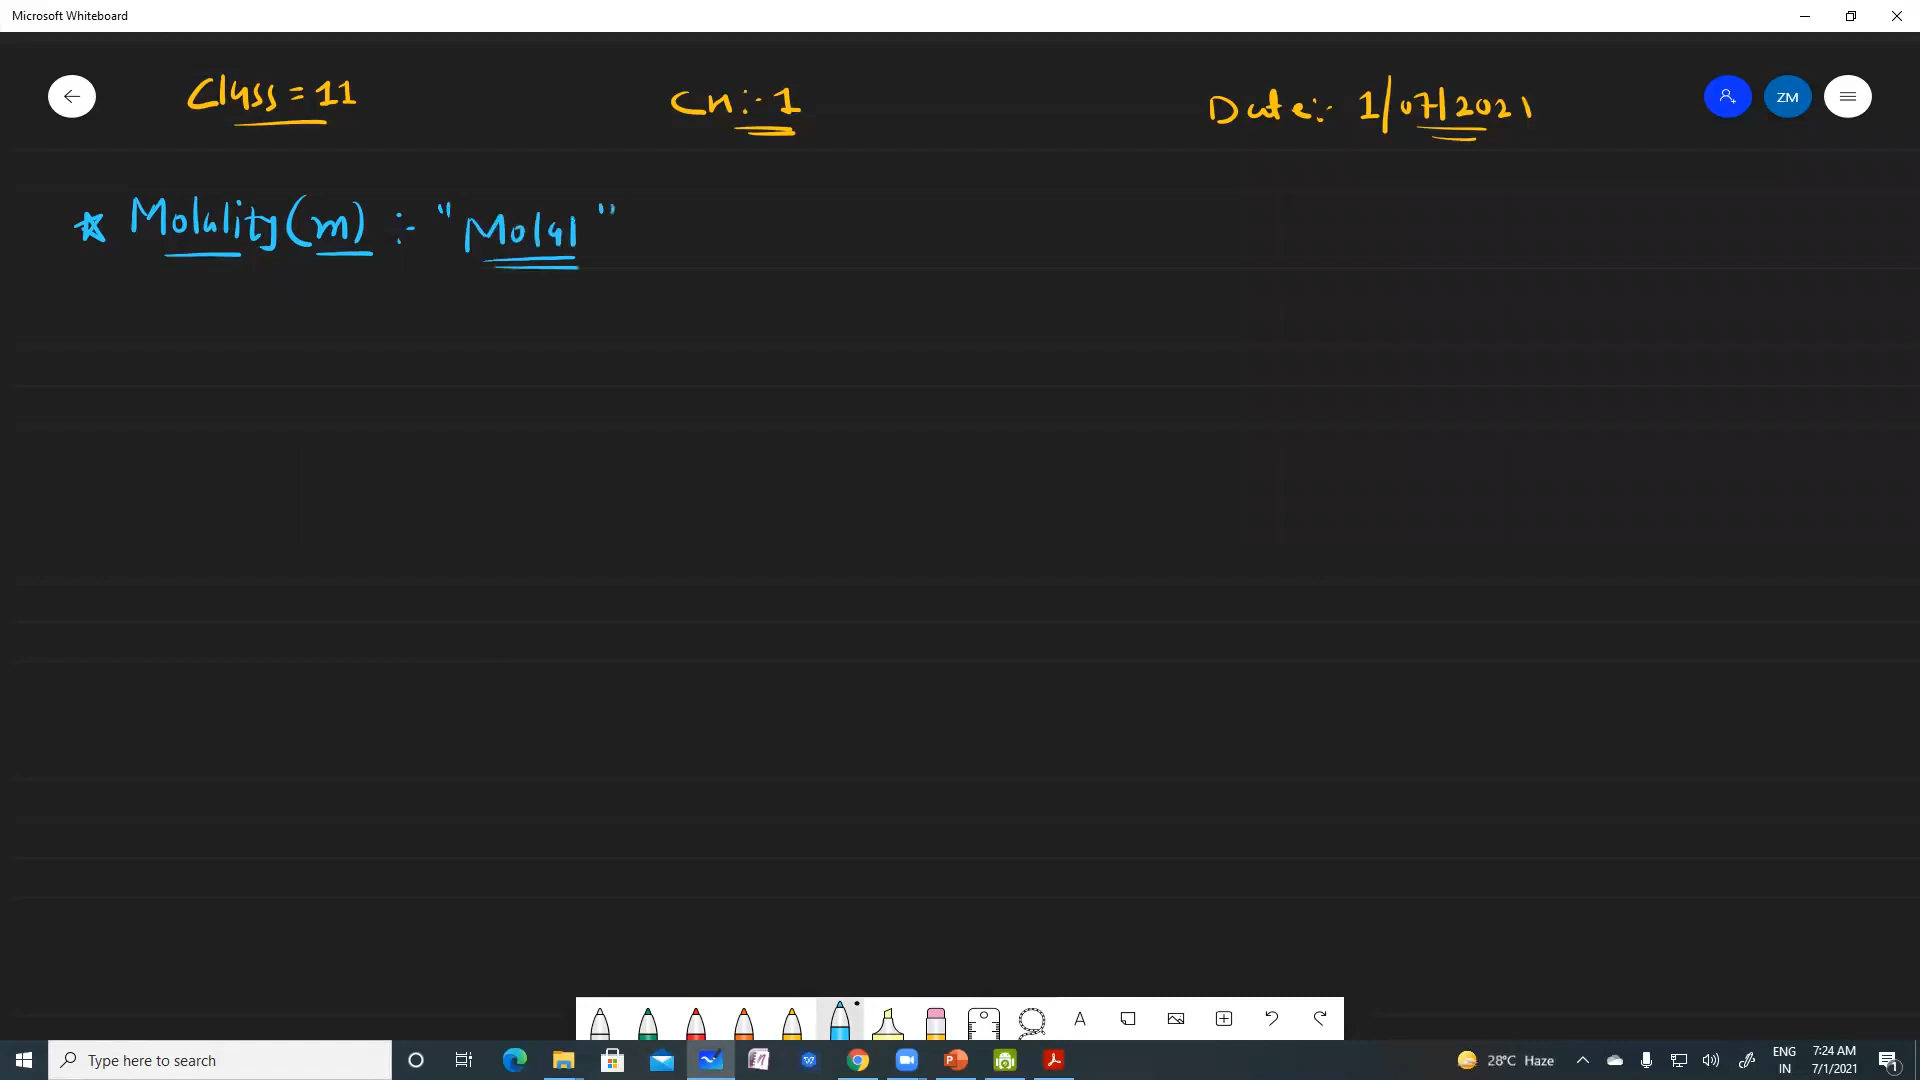 Microsoft Whiteboard
Class = 11 Ch :- 1 Date :- 1/07/2021
ZM
* Molality (m) :- "Molal"
A
Type here to search
28°C Haze
ENG
IN
7:24 AM
7/1/2021
1